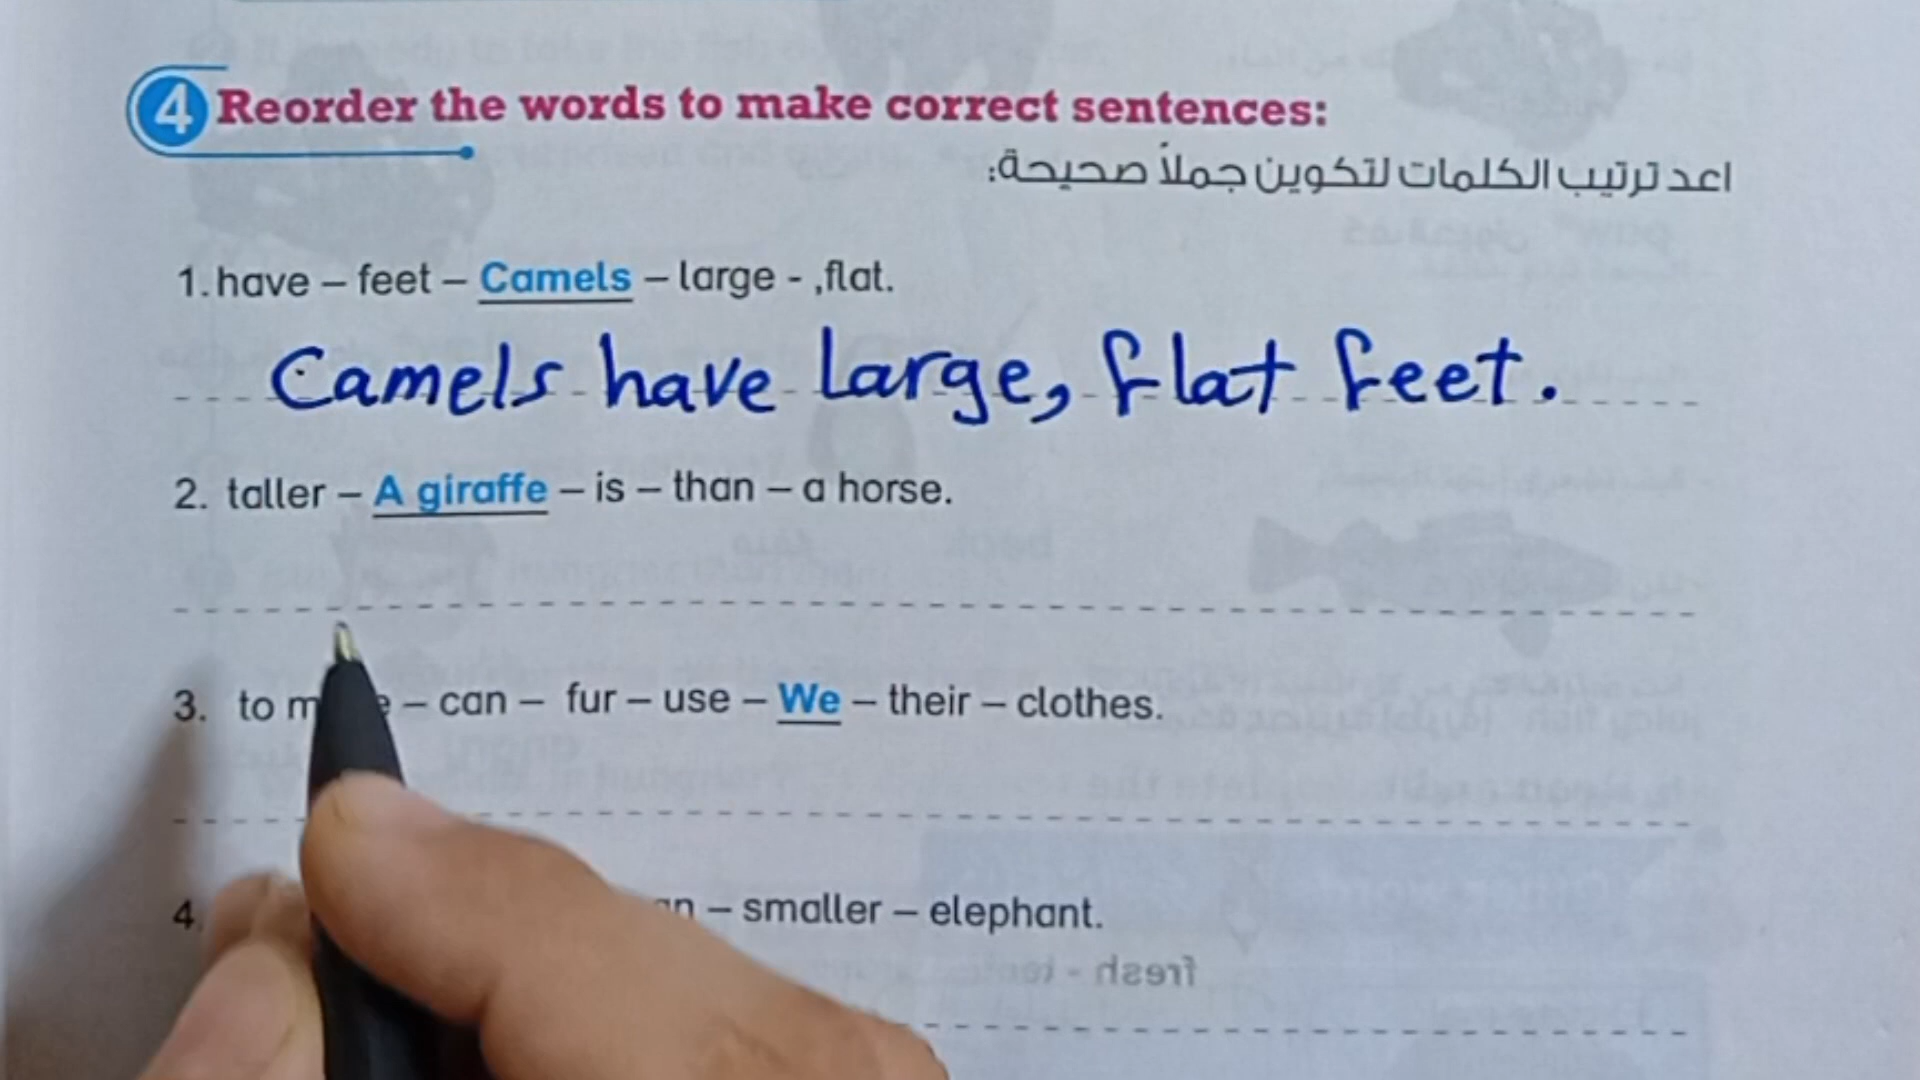 4 Reorder the words to make correct sentences:
اعد ترتيب الكلمات لتكوين جملاً صحيحة:
1. have – feet – Camels – large - ,flat.
Camels have large, flat feet.
2. taller – A giraffe – is – than – a horse.
3. to – can – fur – use – We – their – clothes.
4. – smaller – elephant.